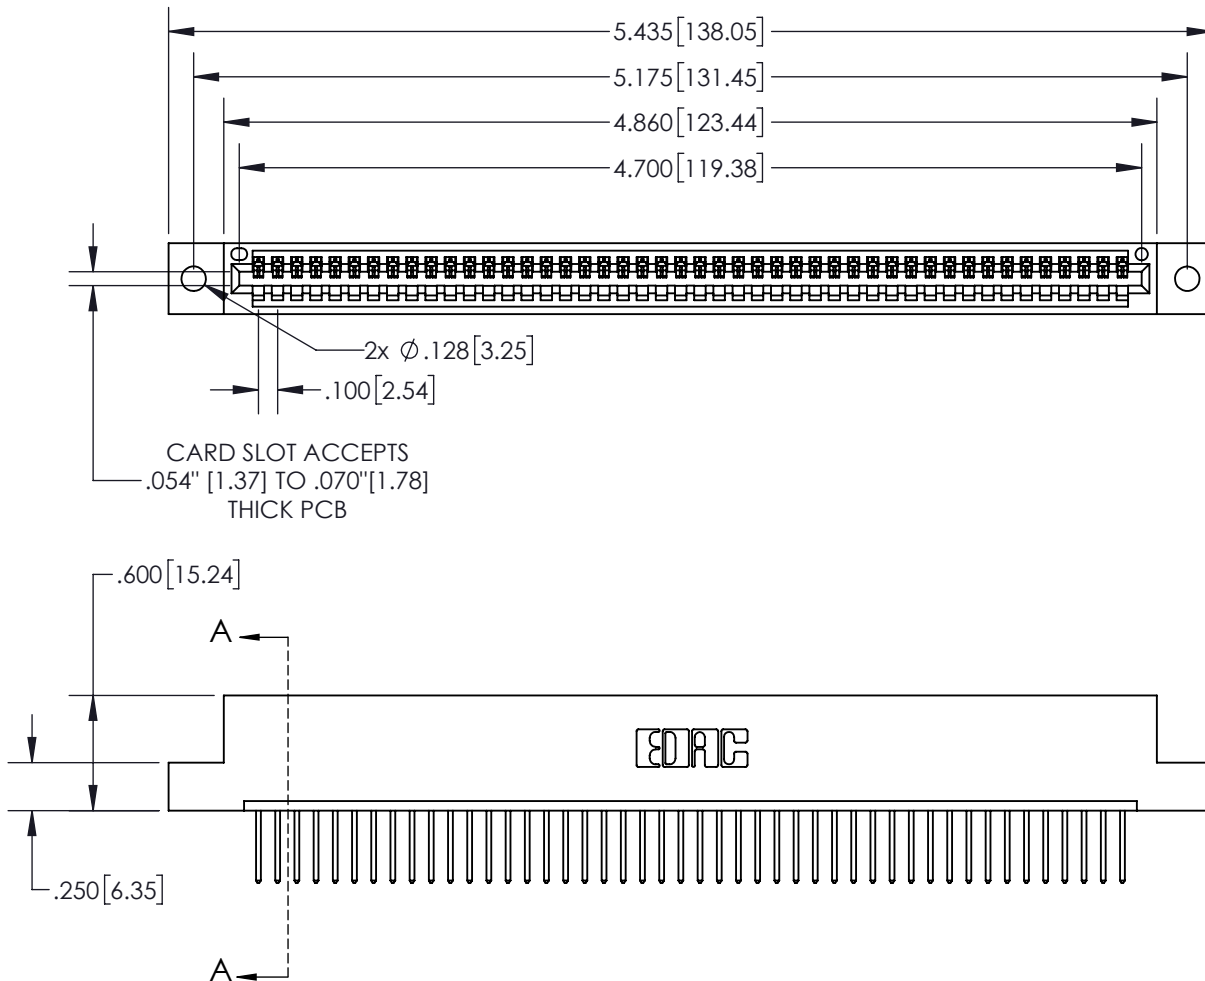 5.435[138.05]
5.175[131.45]
4.860[123.44]
4.700[119.38]
2x ∅.128[3.25]
.100[2.54]
CARD SLOT ACCEPTS
.054" [1.37] TO .070"[1.78]
THICK PCB
.600[15.24]
A
EDAC
.250[6.35]
A